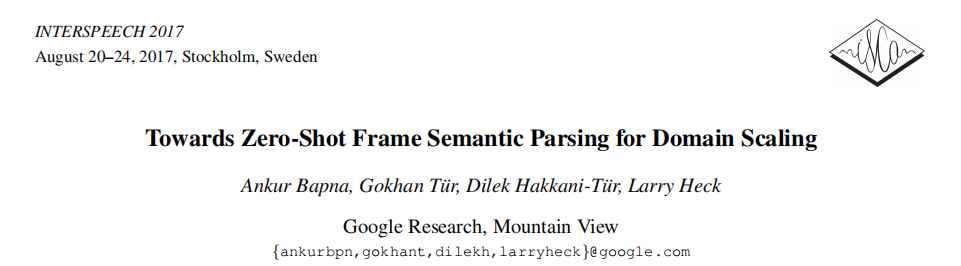 INTERSPEECH 2017
August 20–24, 2017, Stockholm, Sweden
isca
Towards Zero-Shot Frame Semantic Parsing for Domain Scaling
Ankur Bapna, Gokhan Tür, Dilek Hakkani-Tür, Larry Heck
Google Research, Mountain View
{ankurbpn,gokhant,dilekh,larryheck}@google.com